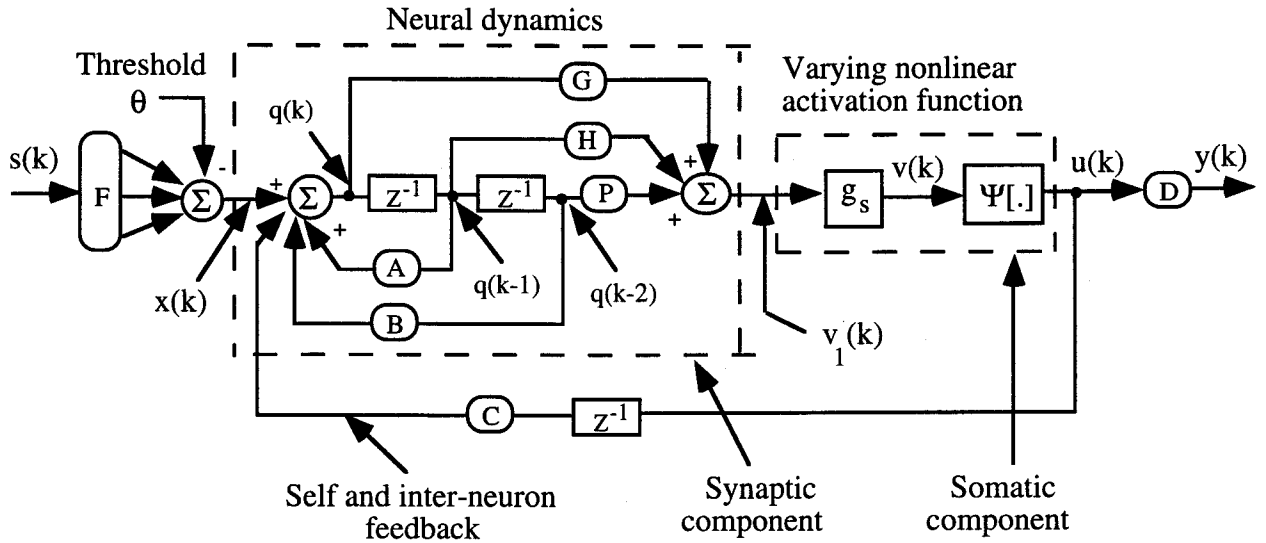 Neural dynamics
Threshold
θ
s(k)
F
-
Σ
x(k)
q(k)
+
Σ
+
Z⁻¹
Z⁻¹
G
H
P
A
B
q(k-1)
q(k-2)
+
+
Σ
v₁(k)
Varying nonlinear
activation function
gₛ
v(k)
Ψ[.]
u(k)
D
y(k)
C
Z⁻¹
Self and inter-neuron
feedback
Synaptic
component
Somatic
component